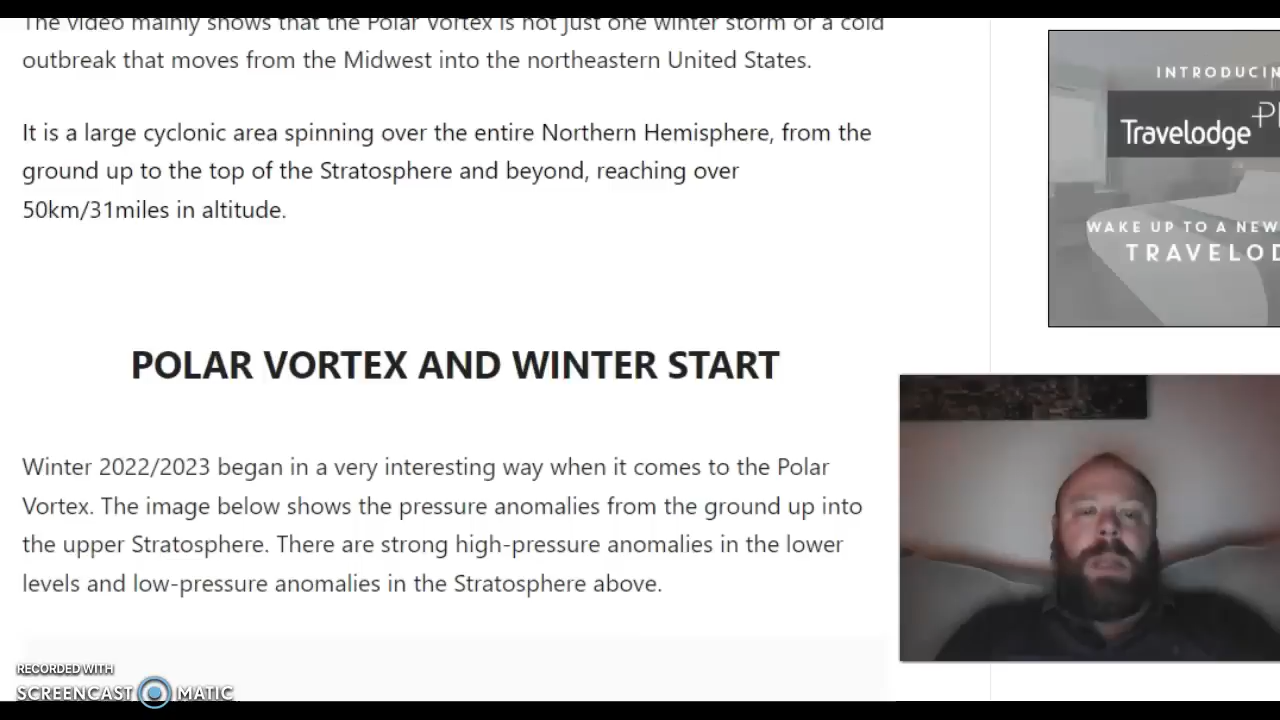 The video mainly shows that the Polar Vortex is not just one winter storm or a cold
outbreak that moves from the Midwest into the northeastern United States.
It is a large cyclonic area spinning over the entire Northern Hemisphere, from the
ground up to the top of the Stratosphere and beyond, reaching over
50km/31miles in altitude.
POLAR VORTEX AND WINTER START
Winter 2022/2023 began in a very interesting way when it comes to the Polar
Vortex. The image below shows the pressure anomalies from the ground up into
the upper Stratosphere. There are strong high-pressure anomalies in the lower
levels and low-pressure anomalies in the Stratosphere above.
INTRODUCIN
Travelodge
WAKE UP TO A NEW
TRAVELOD
RECORDED WITH
SCREENCAST MATIC